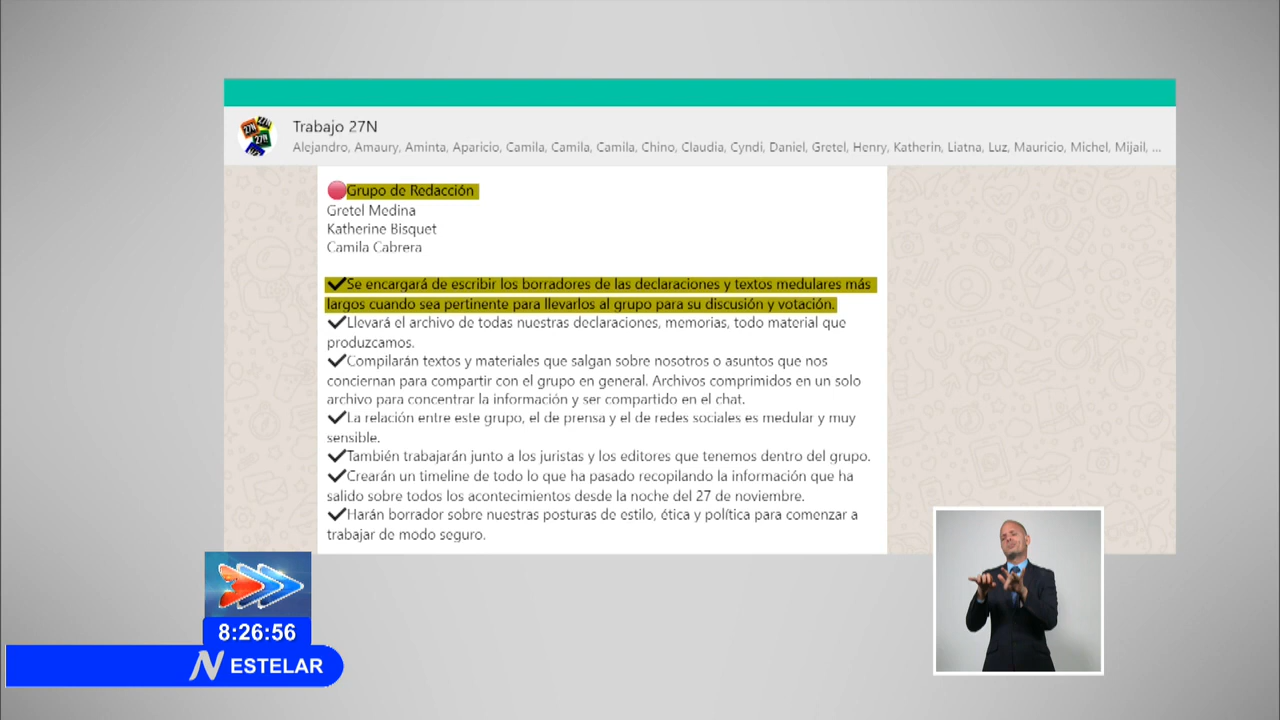 Trabajo 27N
Alejandro, Amaury, Aminta, Aparicio, Camila, Camila, Camila, Chino, Claudia, Cyndi, Daniel, Gretel, Henry, Katherin, Liatna, Luz, Mauricio, Michel, Mijail, ...
Grupo de Redacción
Gretel Medina
Katherine Bisquet
Camila Cabrera
✔Se encargará de escribir los borradores de las declaraciones y textos medulares más
largos cuando sea pertinente para llevarlos al grupo para su discusión y votación.
✔Llevará el archivo de todas nuestras declaraciones, memorias, todo material que
produzcamos.
✔Compilarán textos y materiales que salgan sobre nosotros o asuntos que nos
conciernan para compartir con el grupo en general. Archivos comprimidos en un solo
archivo para concentrar la información y ser compartido en el chat.
✔La relación entre este grupo, el de prensa y el de redes sociales es medular y muy
sensible.
✔También trabajarán junto a los juristas y los editores que tenemos dentro del grupo.
✔Crearán un timeline de todo lo que ha pasado recopilando la información que ha
salido sobre todos los acontecimientos desde la noche del 27 de noviembre.
✔Harán borrador sobre nuestras posturas de estilo, ética y política para comenzar a
trabajar de modo seguro.
8:26:56
N ESTELAR